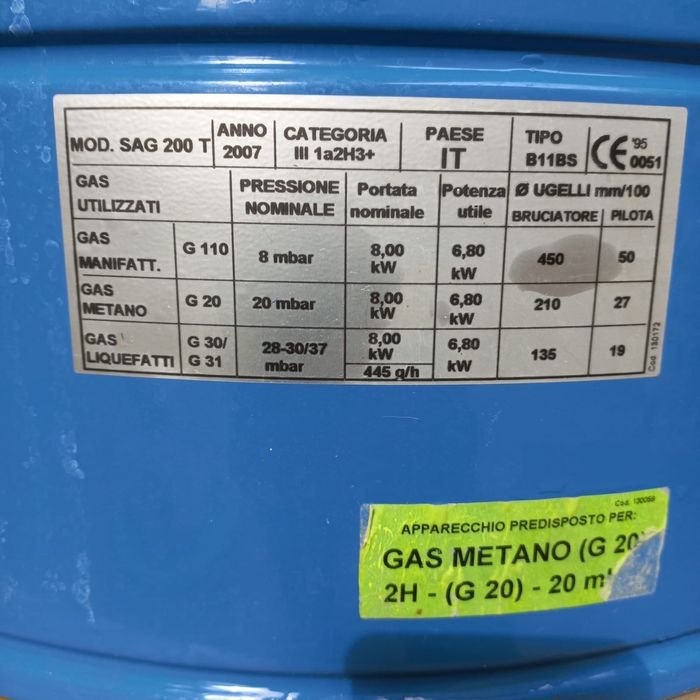 MOD. SAG 200 T ANNO 2007 CATEGORIA III 1a2H3+ PAESE IT TIPO B11BS CE '95 0051
GAS UTILIZZATI PRESSIONE NOMINALE Portata nominale Potenza utile Ø UGELLI mm/100 BRUCIATORE PILOTA
GAS MANIFATT. G 110 8 mbar 8,00 kW 6,80 kW 450 50
GAS METANO G 20 20 mbar 8,00 kW 6,80 kW 210 27
GAS LIQUEFATTI G 30/ G 31 28-30/37 mbar 8,00 kW 445 g/h 6,80 kW 135 19
Cod. 130172
Cod. 130059
APPARECCHIO PREDISPOSTO PER:
GAS METANO (G 20)
2H - (G 20) - 20